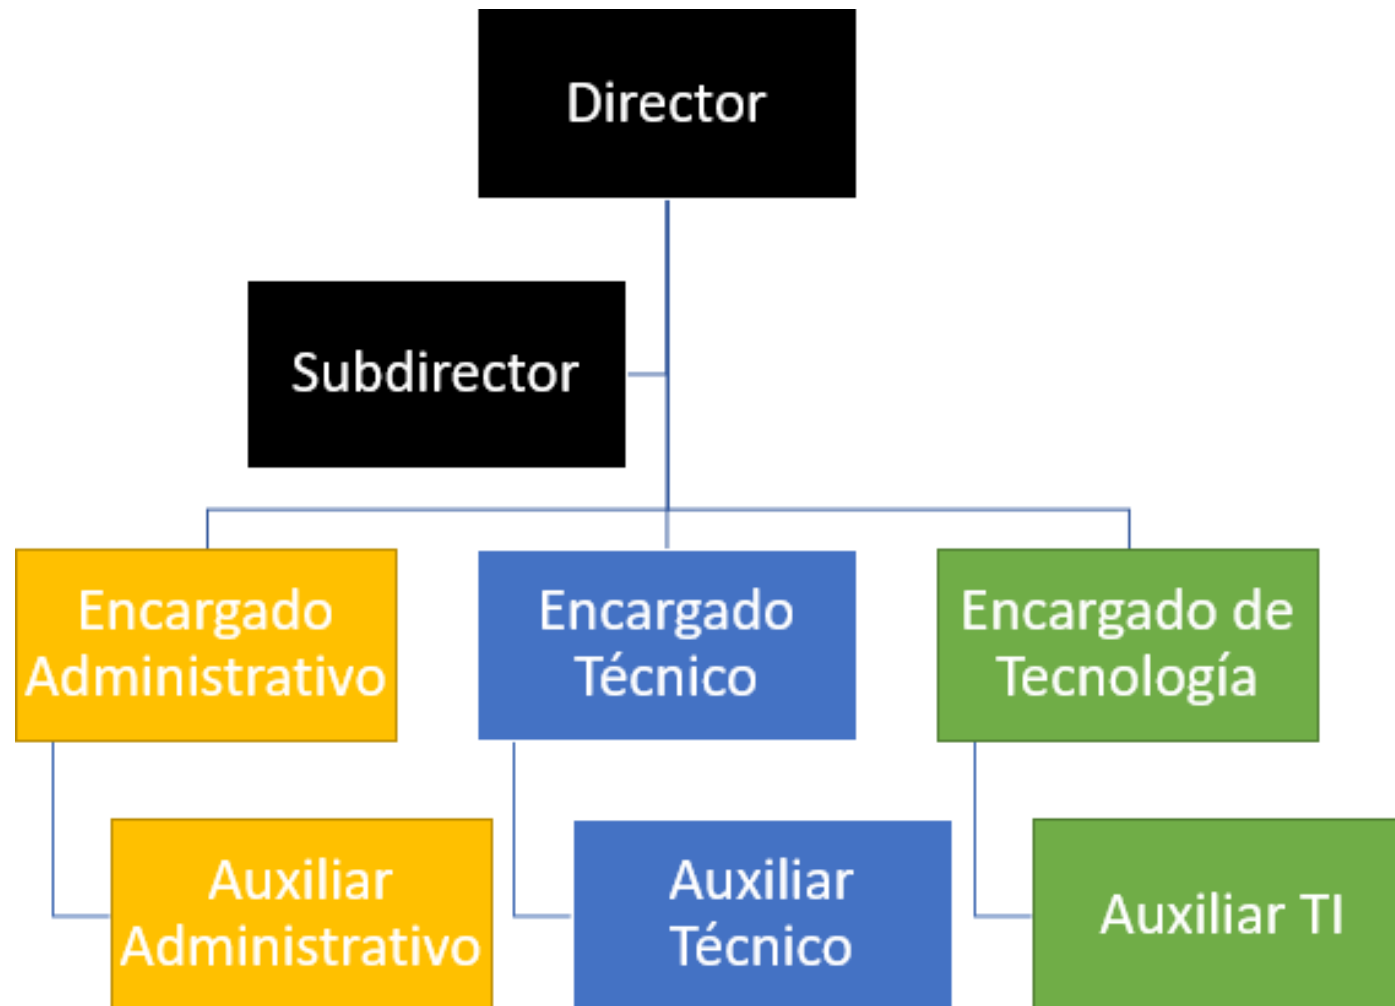 Director
Subdirector
Encargado
Administrativo
Encargado
Técnico
Encargado de
Tecnología
Auxiliar
Administrativo
Auxiliar
Técnico
Auxiliar TI